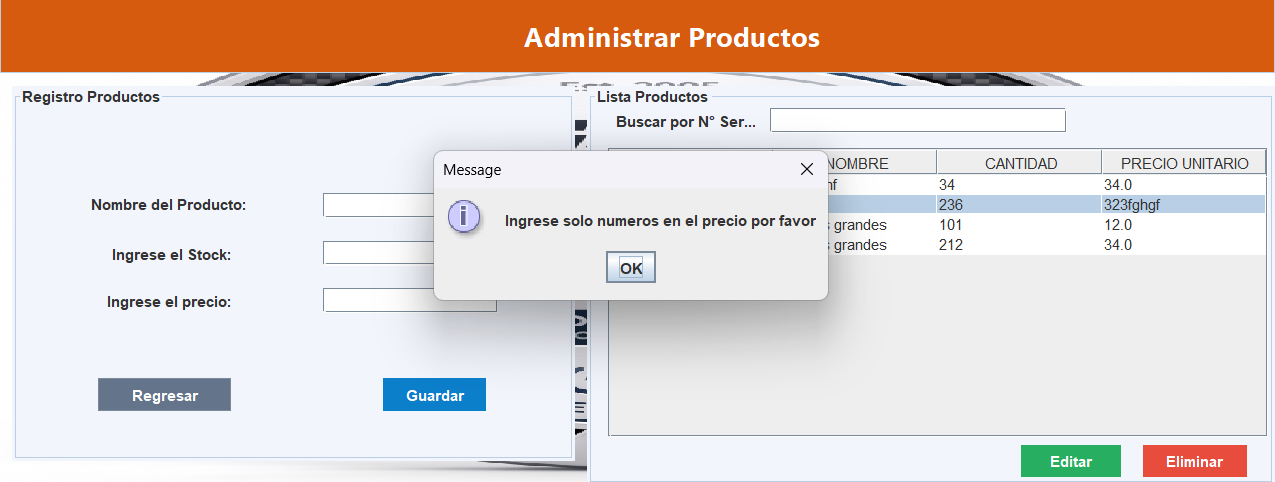 Administrar Productos
Registro Productos
Nombre del Producto:
Ingrese el Stock:
Ingrese el precio:
Regresar
Guardar
Lista Productos
Buscar por N° Ser...
NOMBRE CANTIDAD PRECIO UNITARIO
34 34.0
236 323fghgf
grandes 101 12.0
grandes 212 34.0
Editar
Eliminar
Message
Ingrese solo numeros en el precio por favor
OK